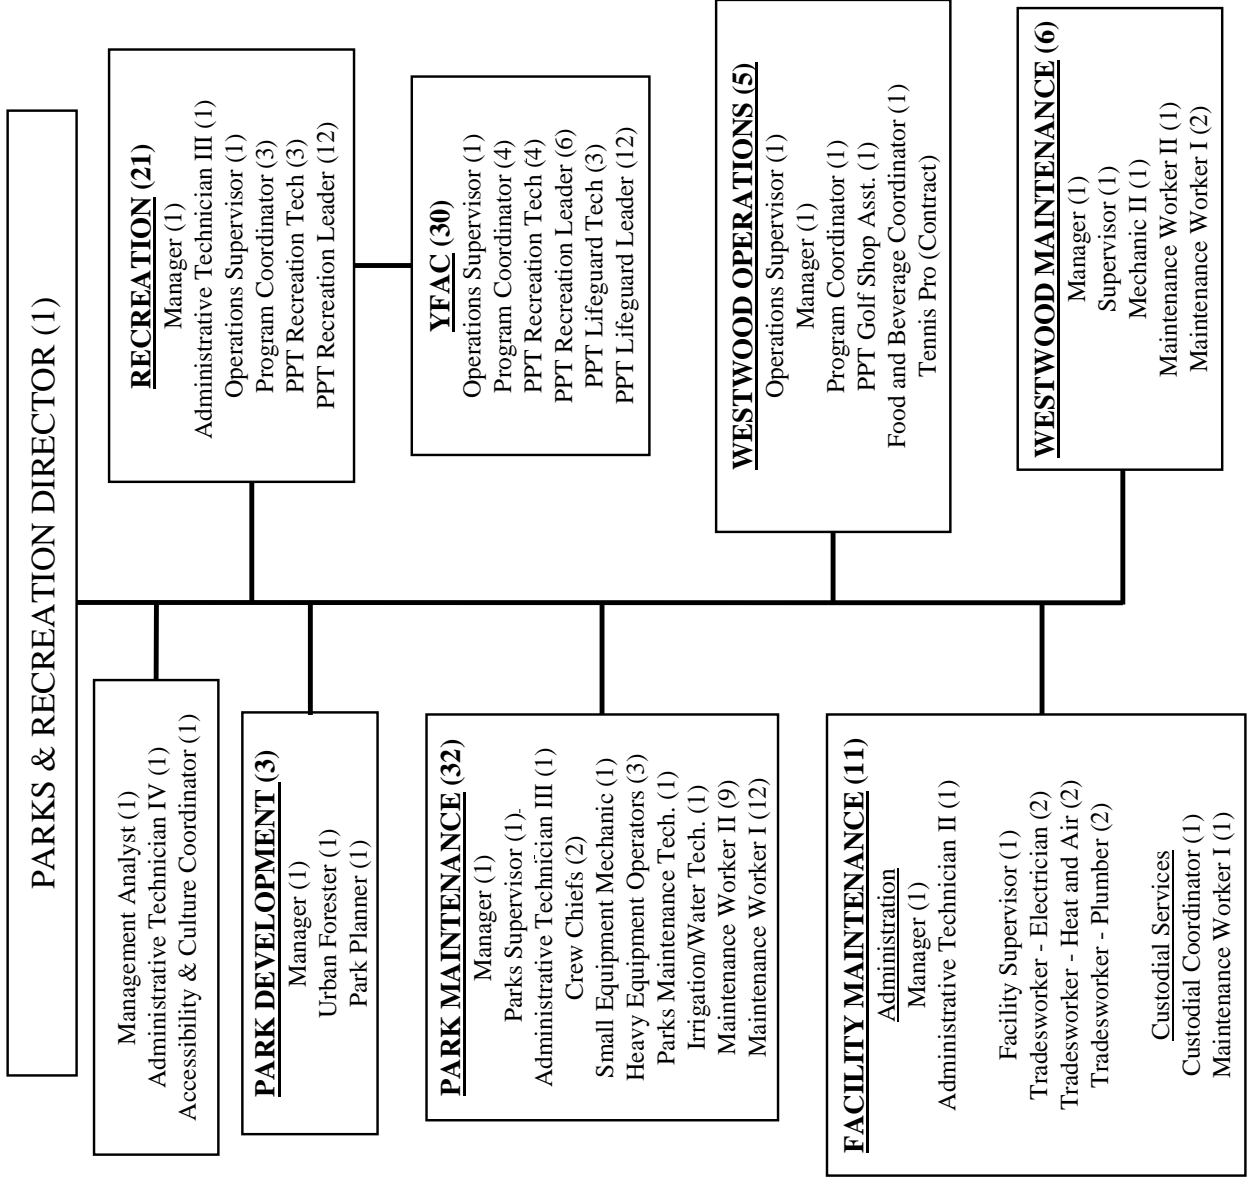 PARKS & RECREATION DIRECTOR (1)
Management Analyst (1)
Administrative Technician IV (1)
Accessibility & Culture Coordinator (1)
PARK DEVELOPMENT (3)
Manager (1)
Urban Forester (1)
Park Planner (1)
PARK MAINTENANCE (32)
Manager (1)
Parks Supervisor (1)
Administrative Technician III (1)
Crew Chiefs (2)
Small Equipment Mechanic (1)
Heavy Equipment Operators (3)
Parks Maintenance Tech. (1)
Irrigation/Water Tech. (1)
Maintenance Worker II (9)
Maintenance Worker I (12)
FACILITY MAINTENANCE (11)
Administration
Manager (1)
Administrative Technician II (1)
Facility Supervisor (1)
Tradesworker - Electrician (2)
Tradesworker - Heat and Air (2)
Tradesworker - Plumber (2)
Custodial Services
Custodial Coordinator (1)
Maintenance Worker I (1)
RECREATION (21)
Manager (1)
Administrative Technician III (1)
Operations Supervisor (1)
Program Coordinator (3)
PPT Recreation Tech (3)
PPT Recreation Leader (12)
YFAC (30)
Operations Supervisor (1)
Program Coordinator (4)
PPT Recreation Tech (4)
PPT Recreation Leader (6)
PPT Lifeguard Tech (3)
PPT Lifeguard Leader (12)
WESTWOOD OPERATIONS (5)
Operations Supervisor (1)
Manager (1)
Program Coordinator (1)
PPT Golf Shop Asst. (1)
Food and Beverage Coordinator (1)
Tennis Pro (Contract)
WESTWOOD MAINTENANCE (6)
Manager (1)
Supervisor (1)
Mechanic II (1)
Maintenance Worker II (1)
Maintenance Worker I (2)